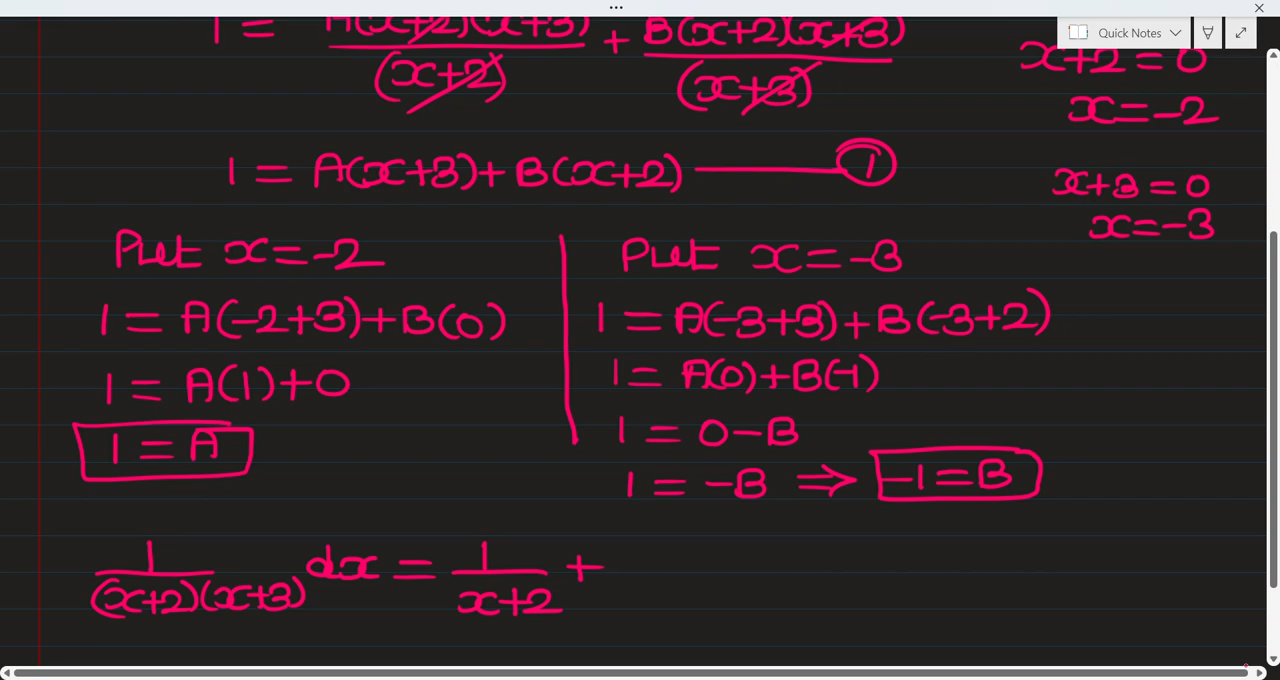 Quick Notes
1 = A(x+2)(x+3)/(x+2) + B(x+2)(x+3)/(x+3)
x+2=0
x=-2
1 = A(x+3)+B(x+2) ——— ①
x+3=0
x=-3
Put x=-2
1 = A(-2+3)+B(0)
1 = A(1)+0
1 = A
Put x=-3
1 = A(-3+3)+B(-3+2)
1 = A(0)+B(-1)
1 = 0-B
1 = -B ⇒ -1=B
1/(x+2)(x+3) dx = 1/x+2 +